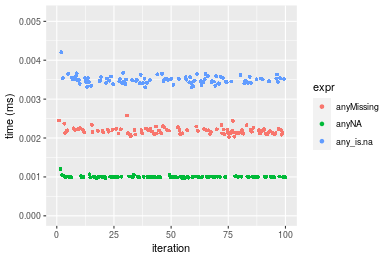 0.005
0.004
0.003
0.002
0.001
0.000
time (ms)
0
25
50
75
100
iteration
expr
anyMissing
anyNA
any_is.na